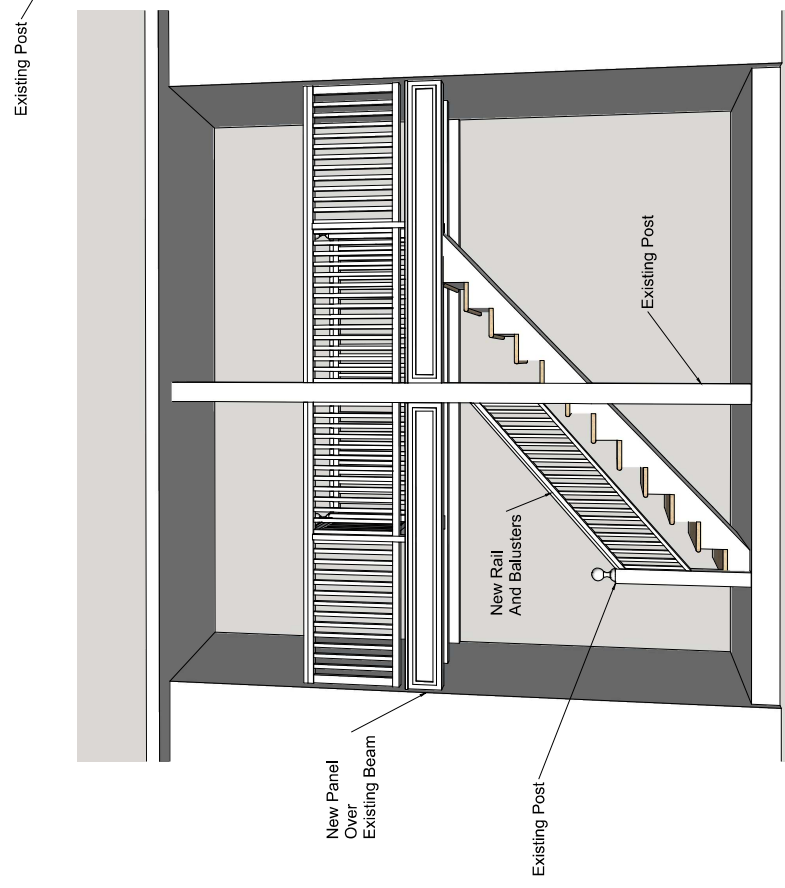 Existing Post
New Panel
Over
Existing Beam
Existing Post
New Rail
And Balusters
Existing Post